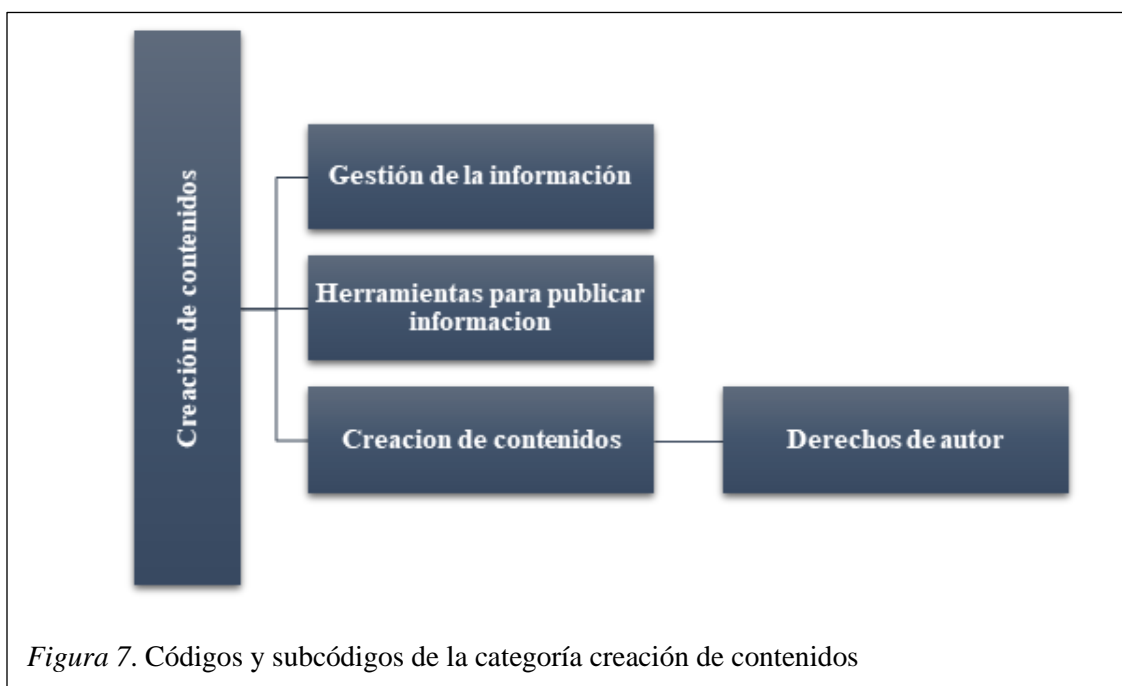 Creación de contenidos
Gestión de la información
Herramientas para publicar
informacion
Creacion de contenidos
Derechos de autor
Figura 7. Códigos y subcódigos de la categoría creación de contenidos